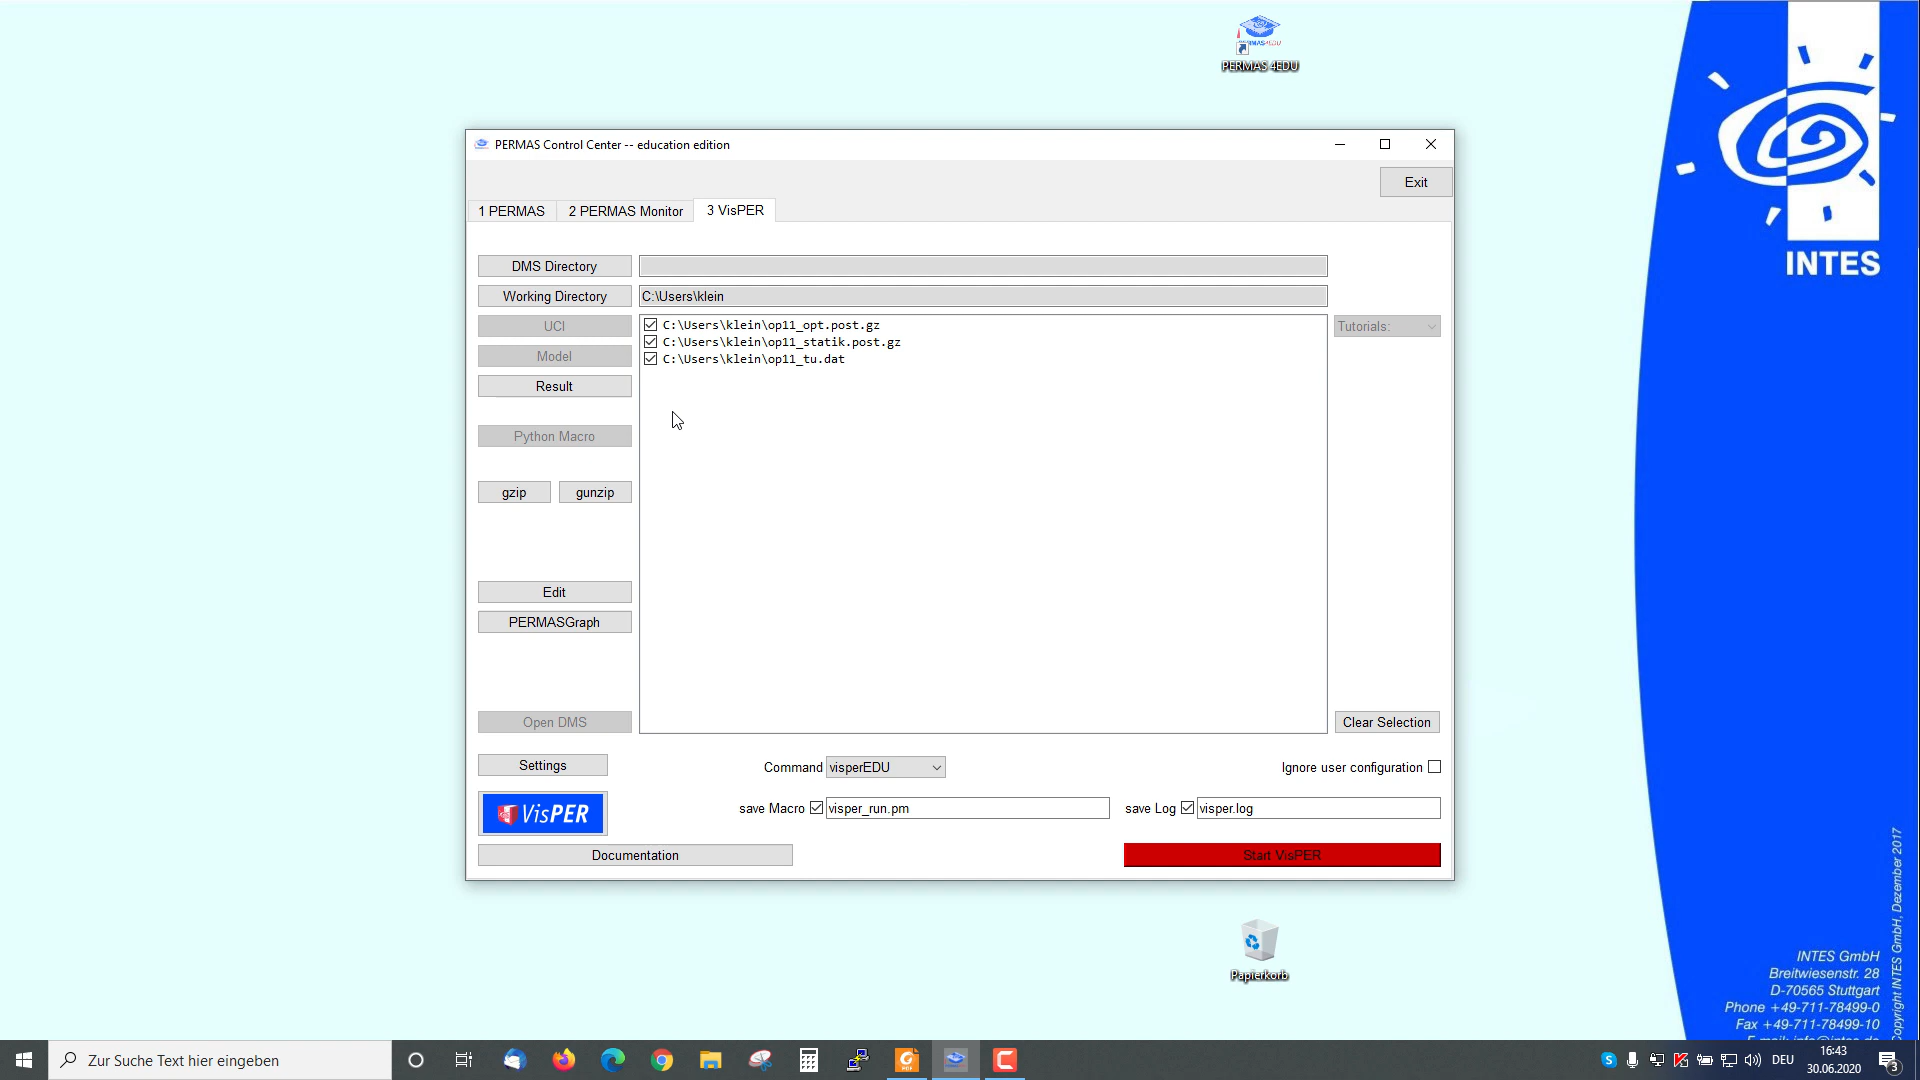 PERMAS 4EDU
INTES
PERMAS Control Center -- education edition
Exit
1 PERMAS
2 PERMAS Monitor
3 VisPER
DMS Directory
Working Directory
C:\Users\klein
UCI
C:\Users\klein\op11_opt.post.gz
C:\Users\klein\op11_statik.post.gz
C:\Users\klein\op11_tu.dat
Tutorials:
Model
Result
Python Macro
gzip
gunzip
Edit
PERMASGraph
Open DMS
Clear Selection
Settings
Command
visperEDU
Ignore user configuration
VisPER
save Macro
visper_run.pm
save Log
visper.log
Documentation
Start VisPER
Papierkorb
INTES GmbH
Breitwiesenstr. 28
D-70565 Stuttgart
Phone +49-711-78499-0
Fax +49-711-78499-10
Copyright INTES GmbH, Dezember 2017
Zur Suche Text hier eingeben
DEU
16:43
30.06.2020
3